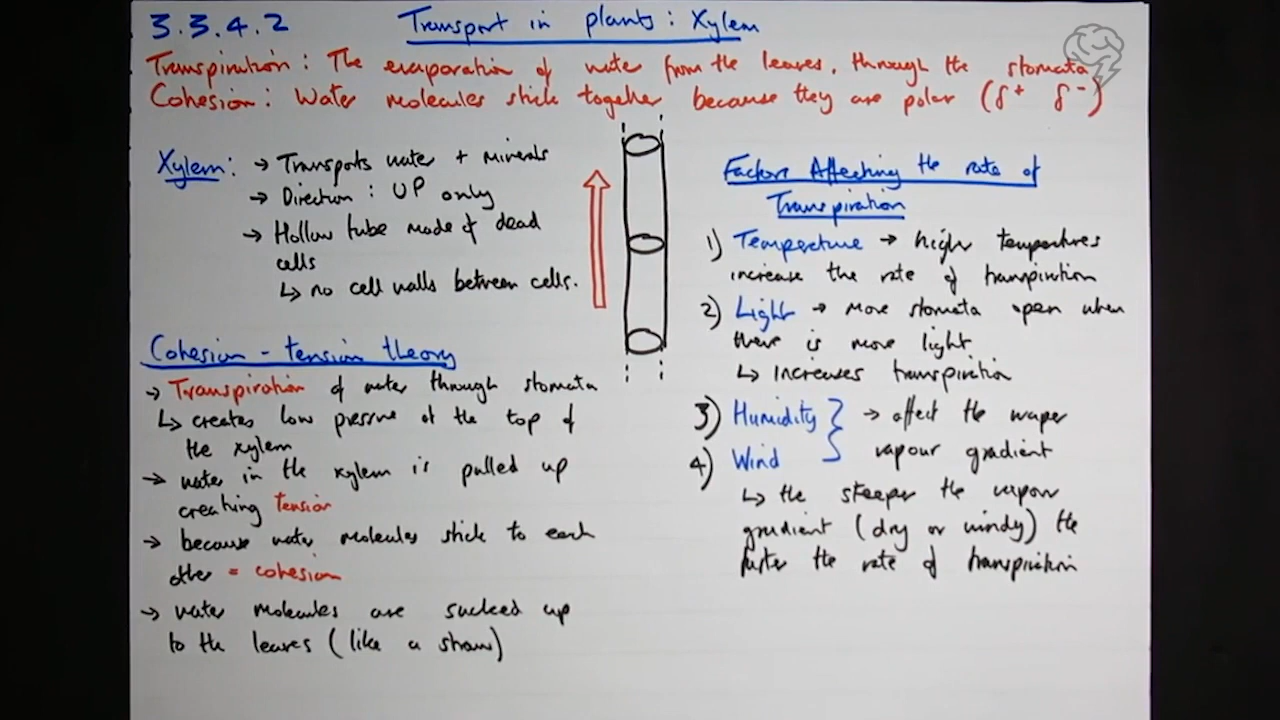 3.3.4.2 Transport in plants: Xylem
Transpiration: The evaporation of water from the leaves, through the stomata
Cohesion: Water molecules stick together because they are polar (δ+ δ-)
Xylem: → Transports water + minerals
→ Direction: UP only
→ Hollow tube made of dead
cells
↳ no cell walls between cells.
Cohesion - tension theory
→ Transpiration of water through stomata
↳ creates low pressure at the top of
the xylem
→ water in the xylem is pulled up
creating tension
→ because water molecules stick to each
other = cohesion
→ water molecules are sucked up
to the leaves (like a straw)
Factors Affecting the rate of
Transpiration
1) Temperature → high temperatures
increase the rate of transpiration
2) Light → More stomata open when
there is more light
↳ increases transpiration
3) Humidity } → affect the water
4) Wind vapour gradient
↳ the steeper the vapour
gradient (dry or windy) the
faster the rate of transpiration